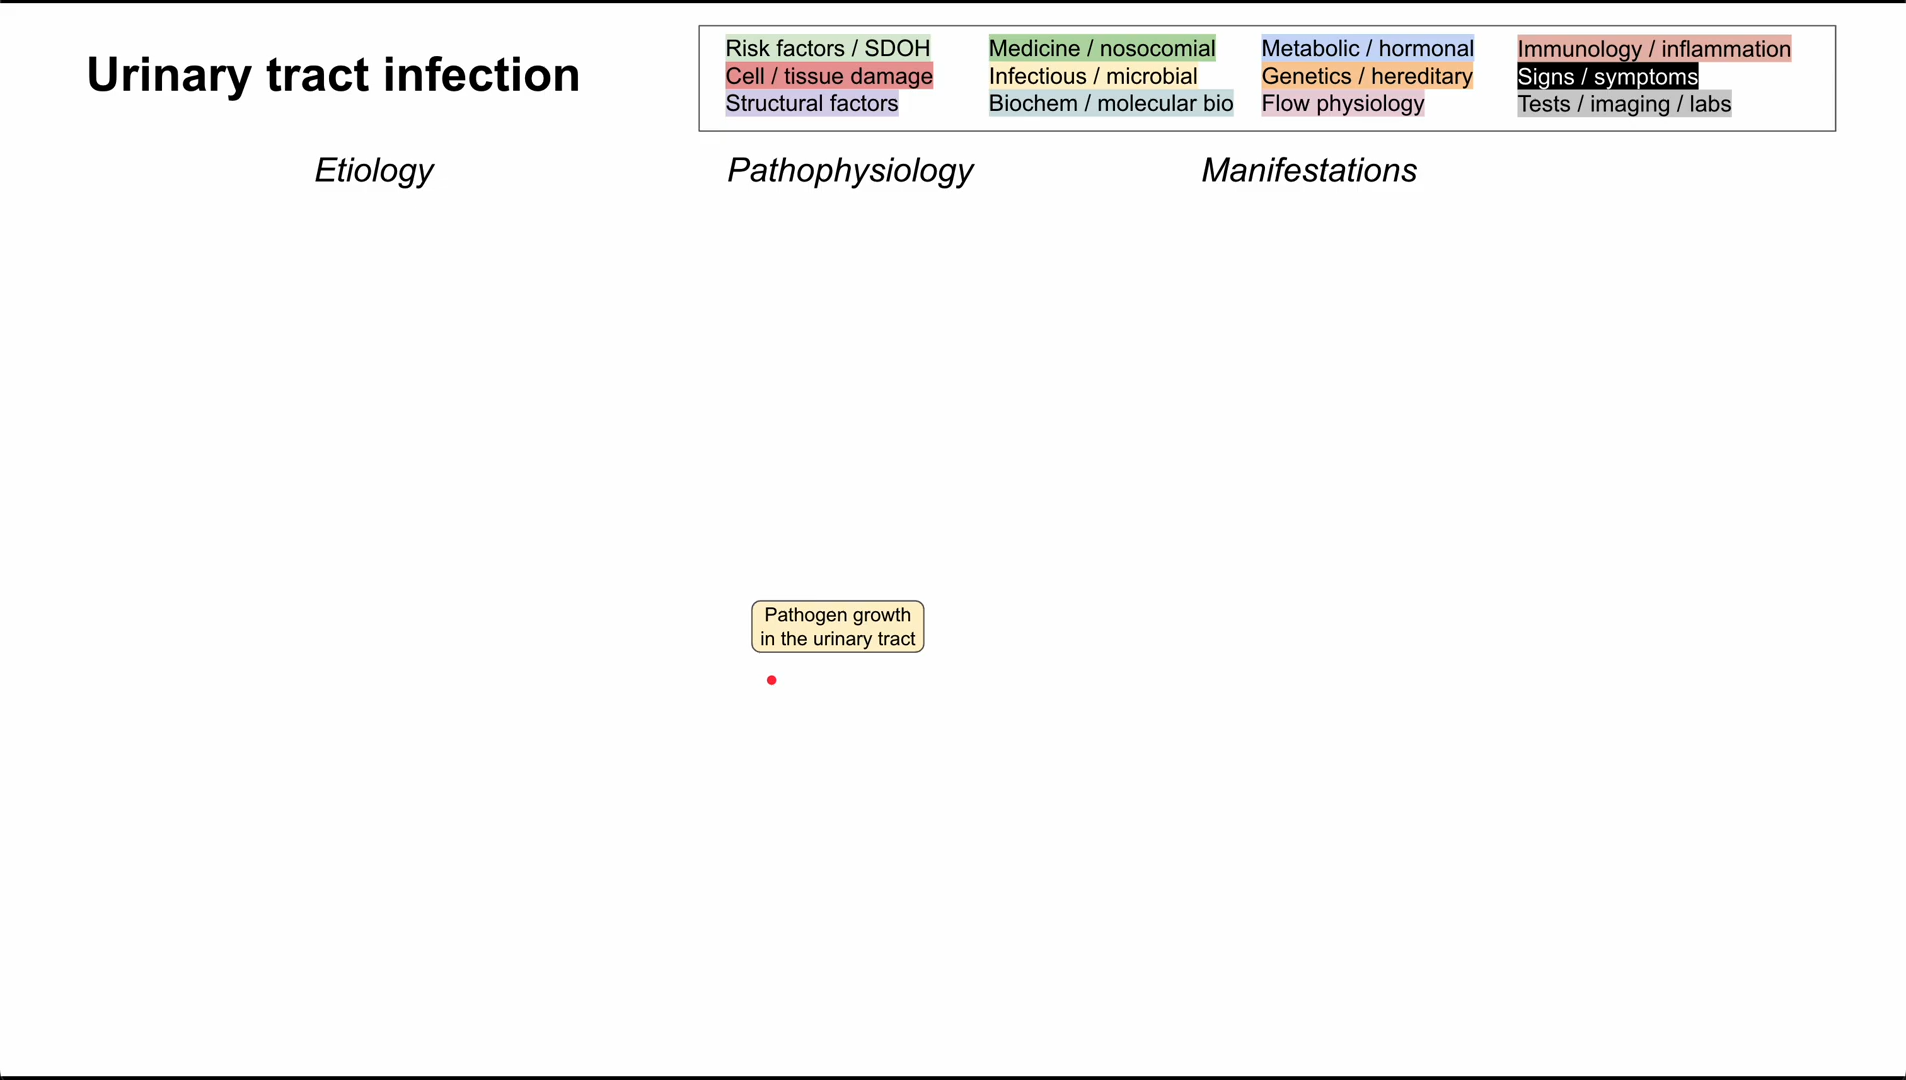 Urinary tract infection
Risk factors / SDOH
Cell / tissue damage
Structural factors
Medicine / nosocomial
Infectious / microbial
Biochem / molecular bio
Metabolic / hormonal
Genetics / hereditary
Flow physiology
Immunology / inflammation
Signs / symptoms
Tests / imaging / labs
Etiology
Pathophysiology
Manifestations
Pathogen growth
in the urinary tract